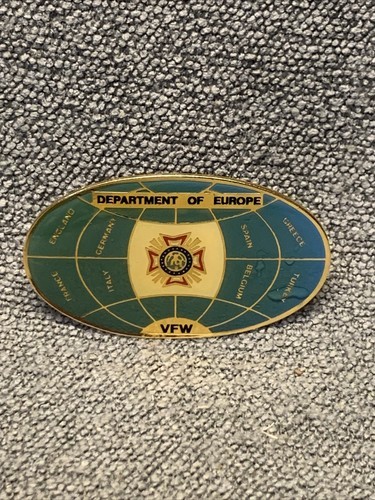 DEPARTMENT OF EUROPE
ENGLAND
GERMANY
SPAIN
GREECE
FRANCE
ITALY
BELGIUM
TURKEY
VFW